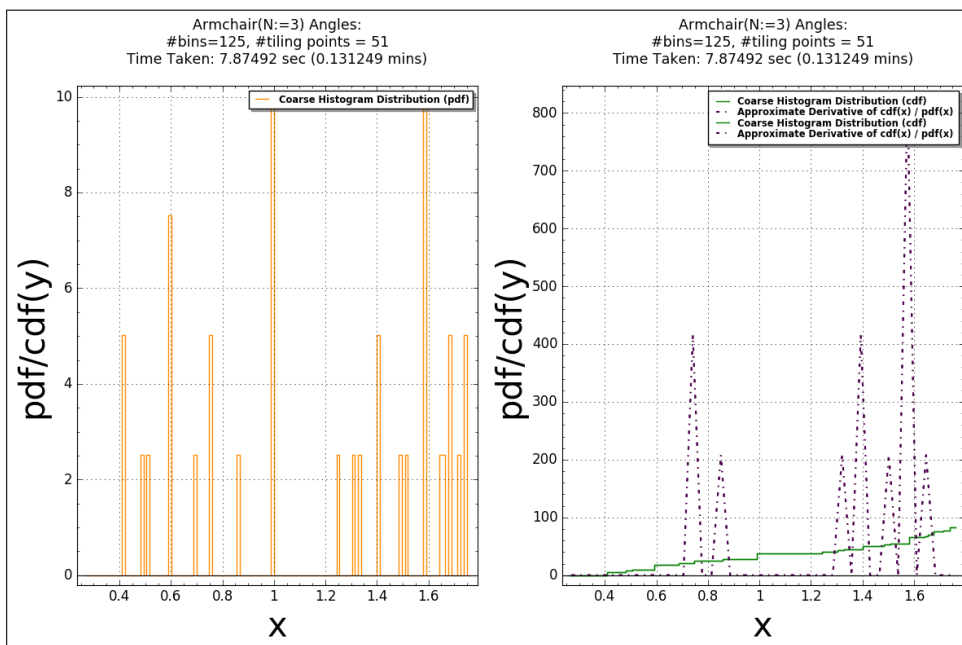 Armchair(N:=3) Angles:
#bins=125, #tiling points = 51
Time Taken: 7.87492 sec (0.131249 mins)
Coarse Histogram Distribution (pdf)
10
8
6
4
2
0
0.4 0.6 0.8 1 1.2 1.4 1.6
pdf/cdf(y)
x
Armchair(N:=3) Angles:
#bins=125, #tiling points = 51
Time Taken: 7.87492 sec (0.131249 mins)
Coarse Histogram Distribution (cdf)
Approximate Derivative of cdf(x) / pdf(x)
Coarse Histogram Distribution (cdf)
Approximate Derivative of cdf(x) / pdf(x)
800
700
600
500
400
300
200
100
0
0.4 0.6 0.8 1 1.2 1.4 1.6
pdf/cdf(y)
x